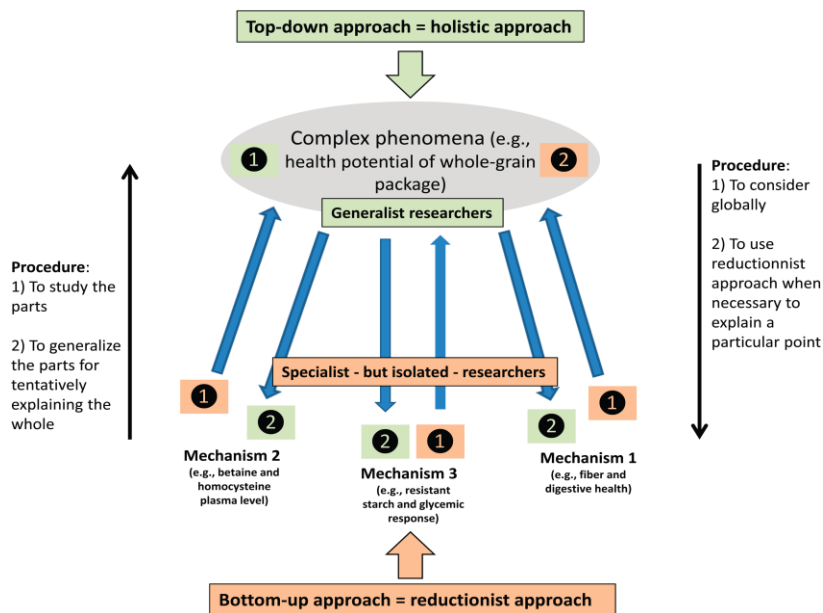 Top-down approach = holistic approach
Complex phenomena (e.g.,
health potential of whole-grain
package)
1
2
Generalist researchers
Procedure:
1) To study the
parts
2) To generalize
the parts for
tentatively
explaining the
whole
Procedure:
1) To consider
globally
2) To use
reductionnist
approach when
necessary to
explain a
particular point
Specialist - but isolated - researchers
1
2
Mechanism 2
(e.g., betaine and
homocysteine
plasma level)
2
1
Mechanism 3
(e.g., resistant
starch and glycemic
response)
2
1
Mechanism 1
(e.g., fiber and
digestive health)
Bottom-up approach = reductionist approach